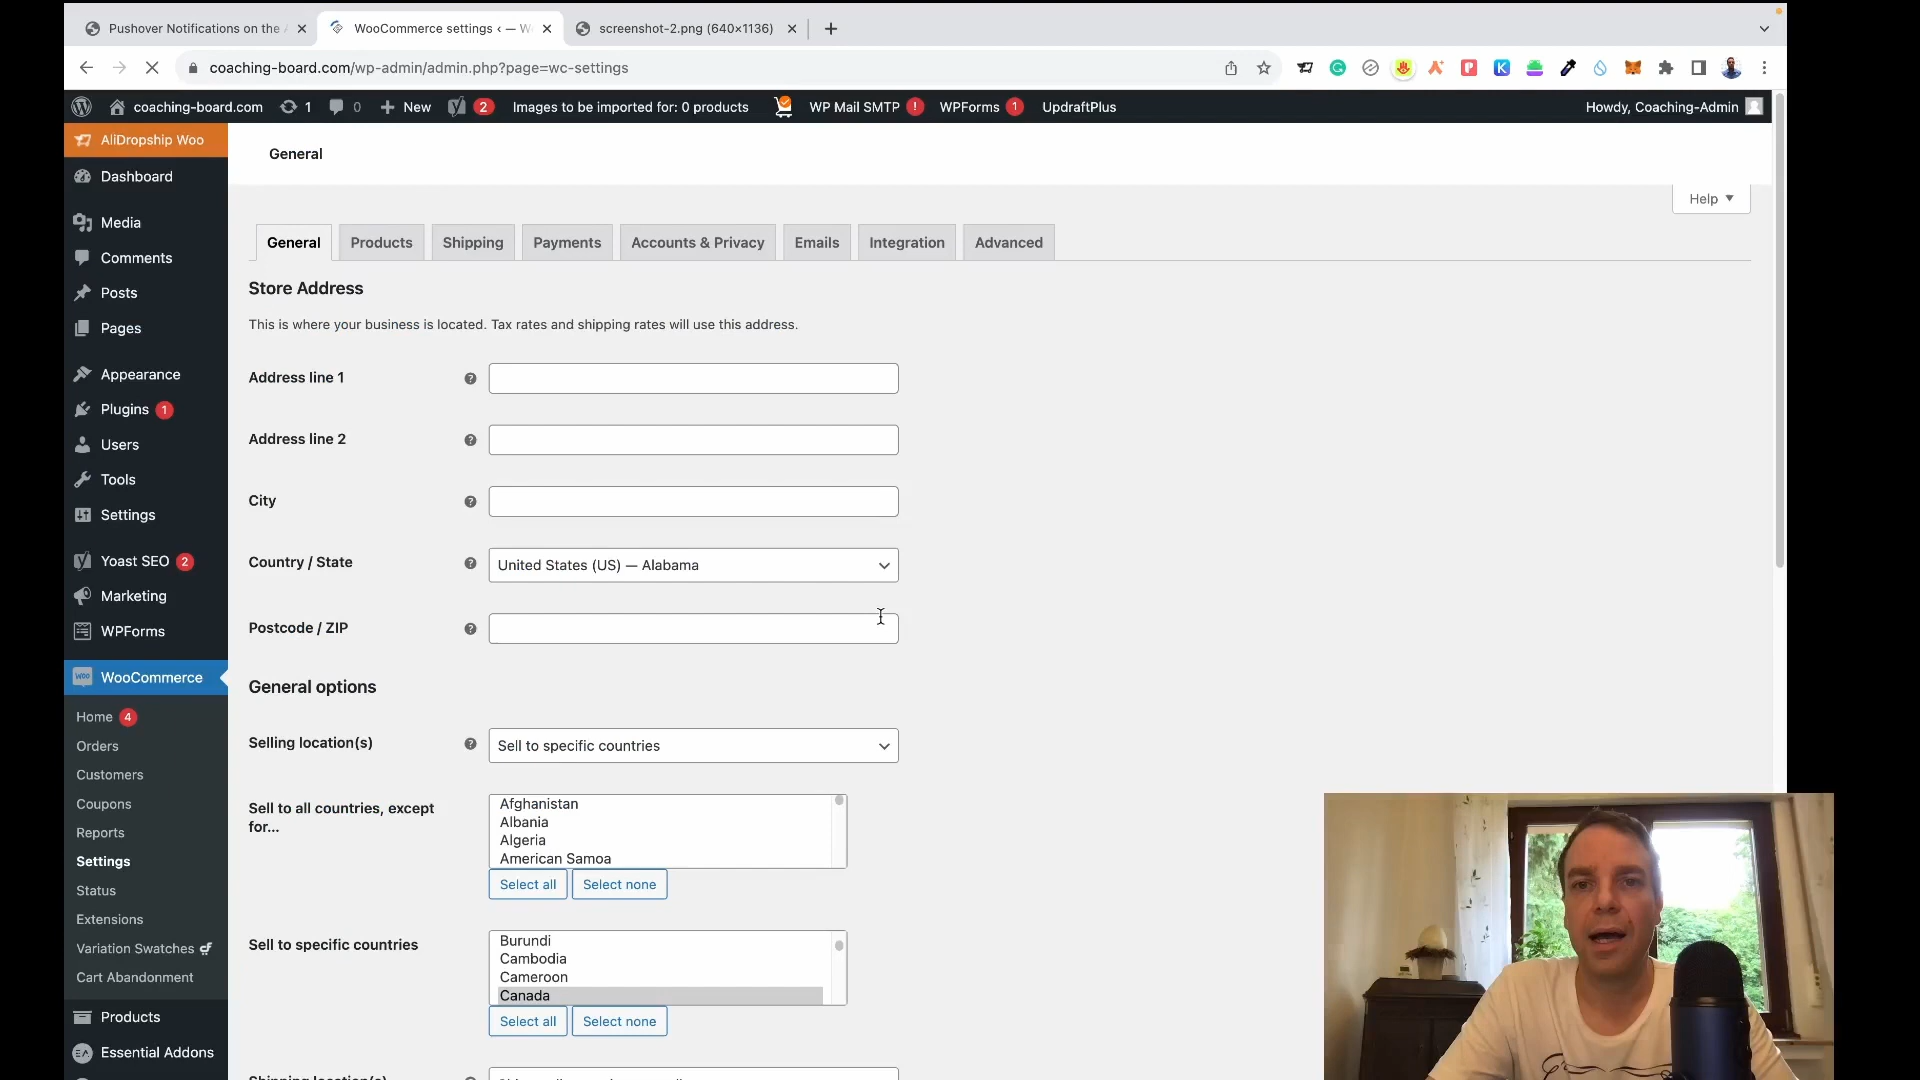 Pushover Notifications on the
WooCommerce settings ‹ — W
screenshot-2.png (640×1136)
coaching-board.com/wp-admin/admin.php?page=wc-settings
coaching-board.com
1
0
New
2
Images to be imported for: 0 products
WP Mail SMTP !
WPForms 1
UpdraftPlus
Howdy, Coaching-Admin
AliDropship Woo
Dashboard
Media
Comments
Posts
Pages
Appearance
Plugins 1
Users
Tools
Settings
Yoast SEO 2
Marketing
WPForms
WooCommerce
Home 4
Orders
Customers
Coupons
Reports
Settings
Status
Extensions
Variation Swatches
Cart Abandonment
Products
Essential Addons
General
Help
General
Products
Shipping
Payments
Accounts & Privacy
Emails
Integration
Advanced
Store Address
This is where your business is located. Tax rates and shipping rates will use this address.
Address line 1
Address line 2
City
Country / State
United States (US) — Alabama
Postcode / ZIP
General options
Selling location(s)
Sell to specific countries
Sell to all countries, except
for...
Afghanistan
Albania
Algeria
American Samoa
Select all
Select none
Sell to specific countries
Burundi
Cambodia
Cameroon
Canada
Select all
Select none
Shipping location(s)